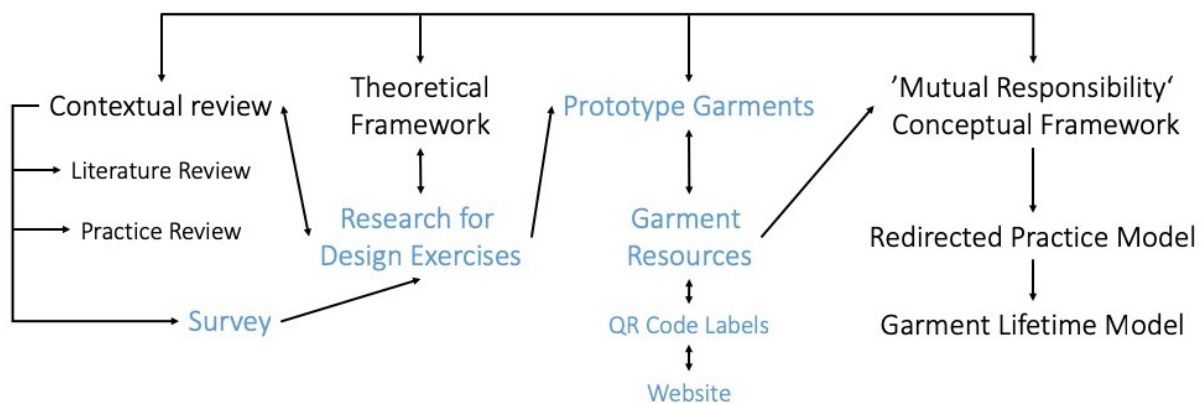 Contextual review
Literature Review
Practice Review
Survey
Theoretical
Framework
Research for
Design Exercises
Prototype Garments
Garment
Resources
QR Code Labels
Website
’Mutual Responsibility‘
Conceptual Framework
Redirected Practice Model
Garment Lifetime Model